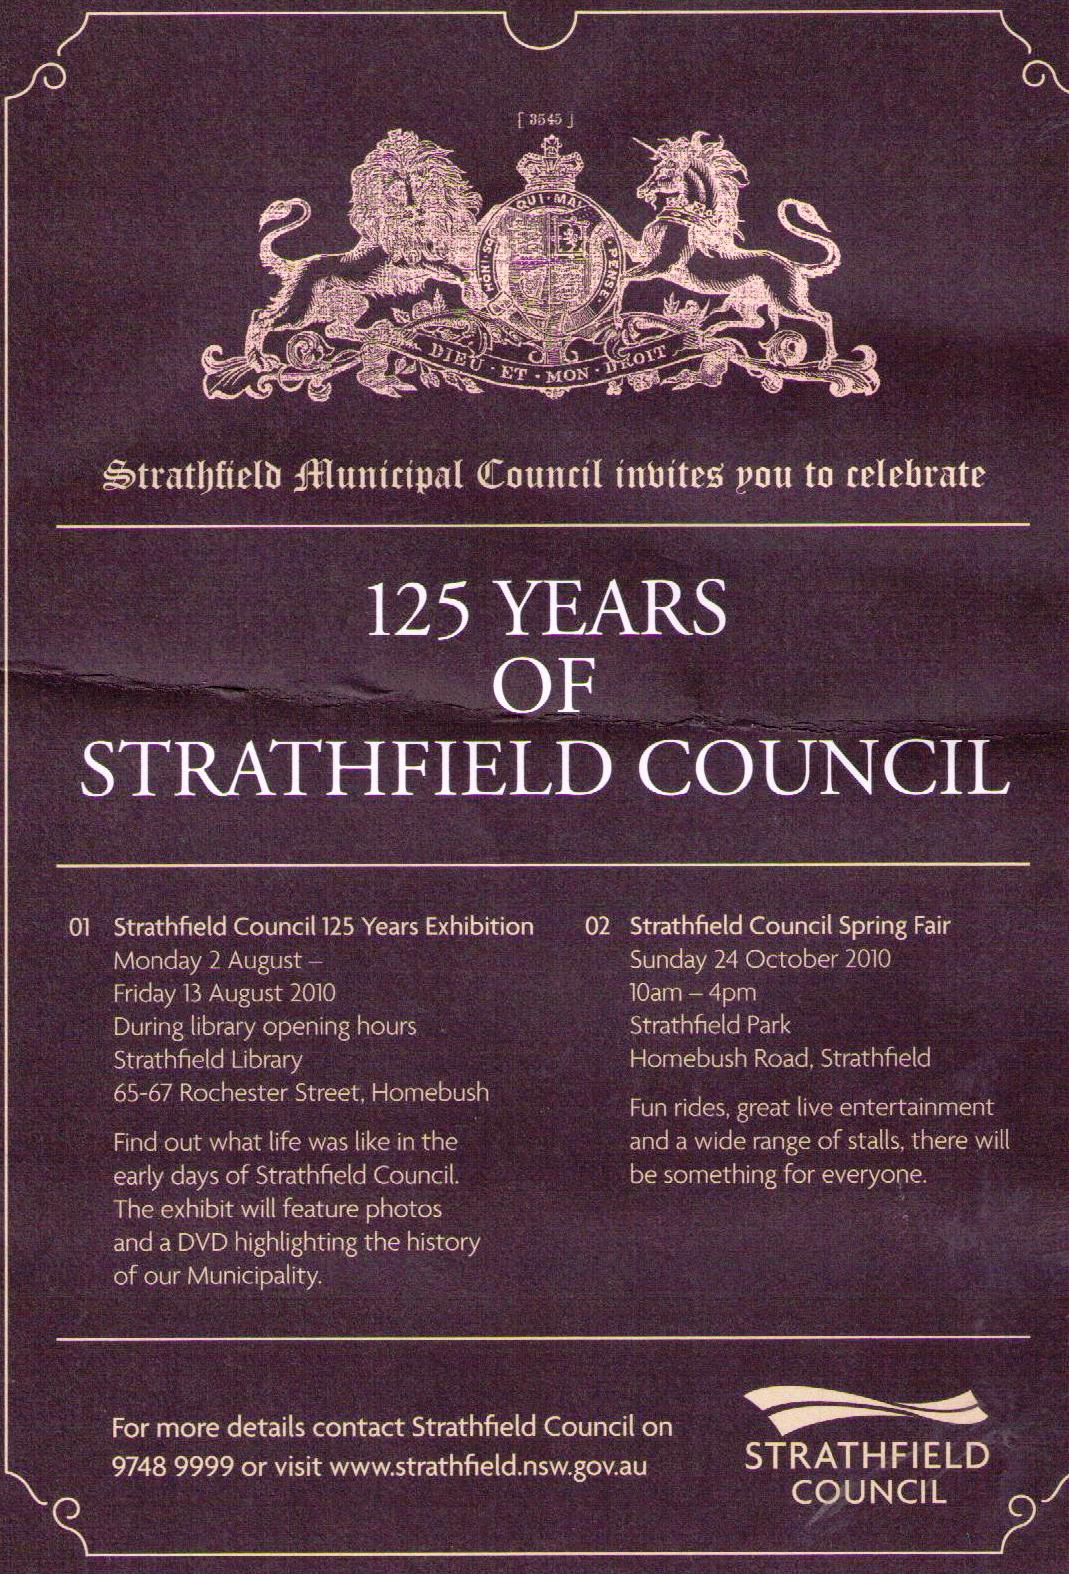 [ 3545 ]
HONI · SO QUI · MAL PENSE ·
DIEU · ET · MON · DROIT
Strathfield Municipal Council invites you to celebrate
125 YEARS
OF
STRATHFIELD COUNCIL
01 Strathfield Council 125 Years Exhibition
Monday 2 August –
Friday 13 August 2010
During library opening hours
Strathfield Library
65-67 Rochester Street, Homebush
Find out what life was like in the
early days of Strathfield Council.
The exhibit will feature photos
and a DVD highlighting the history
of our Municipality.
02 Strathfield Council Spring Fair
Sunday 24 October 2010
10am – 4pm
Strathfield Park
Homebush Road, Strathfield
Fun rides, great live entertainment
and a wide range of stalls, there will
be something for everyone.
For more details contact Strathfield Council on
9748 9999 or visit www.strathfield.nsw.gov.au
STRATHFIELD
COUNCIL